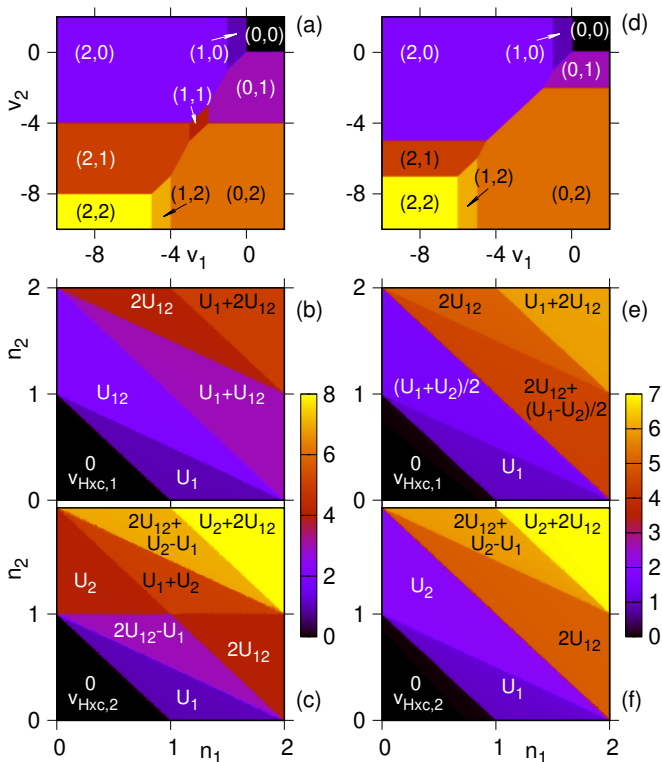 (a)
(2,0)
(1,0)
(0,0)
(1,1)
(0,1)
(2,1)
(1,2)
(2,2)
(0,2)
v₂
0
-4
-8
-8
-4
v₁
0
(d)
(2,0)
(1,0)
(0,0)
(0,1)
(2,1)
(1,2)
(2,2)
(0,2)
0
-4
-8
-8
-4
v₁
0
(b)
2U₁₂
U₁+2U₁₂
U₁₂
U₁+U₁₂
0
v_Hxc,1
U₁
n₂
2
1
0
(e)
2U₁₂
U₁+2U₁₂
(U₁+U₂)/2
2U₁₂+
(U₁-U₂)/2
0
v_Hxc,1
U₁
2
1
0
(c)
2U₁₂+
U₂-U₁
U₂+2U₁₂
U₂
U₁+U₂
2U₁₂-U₁
2U₁₂
0
v_Hxc,2
U₁
n₂
1
0
0
1
n₁
2
8
6
4
2
0
(f)
2U₁₂+
U₂-U₁
U₂+2U₁₂
U₂
2U₁₂
0
v_Hxc,2
U₁
1
0
0
1
n₁
2
7
6
5
4
3
2
1
0